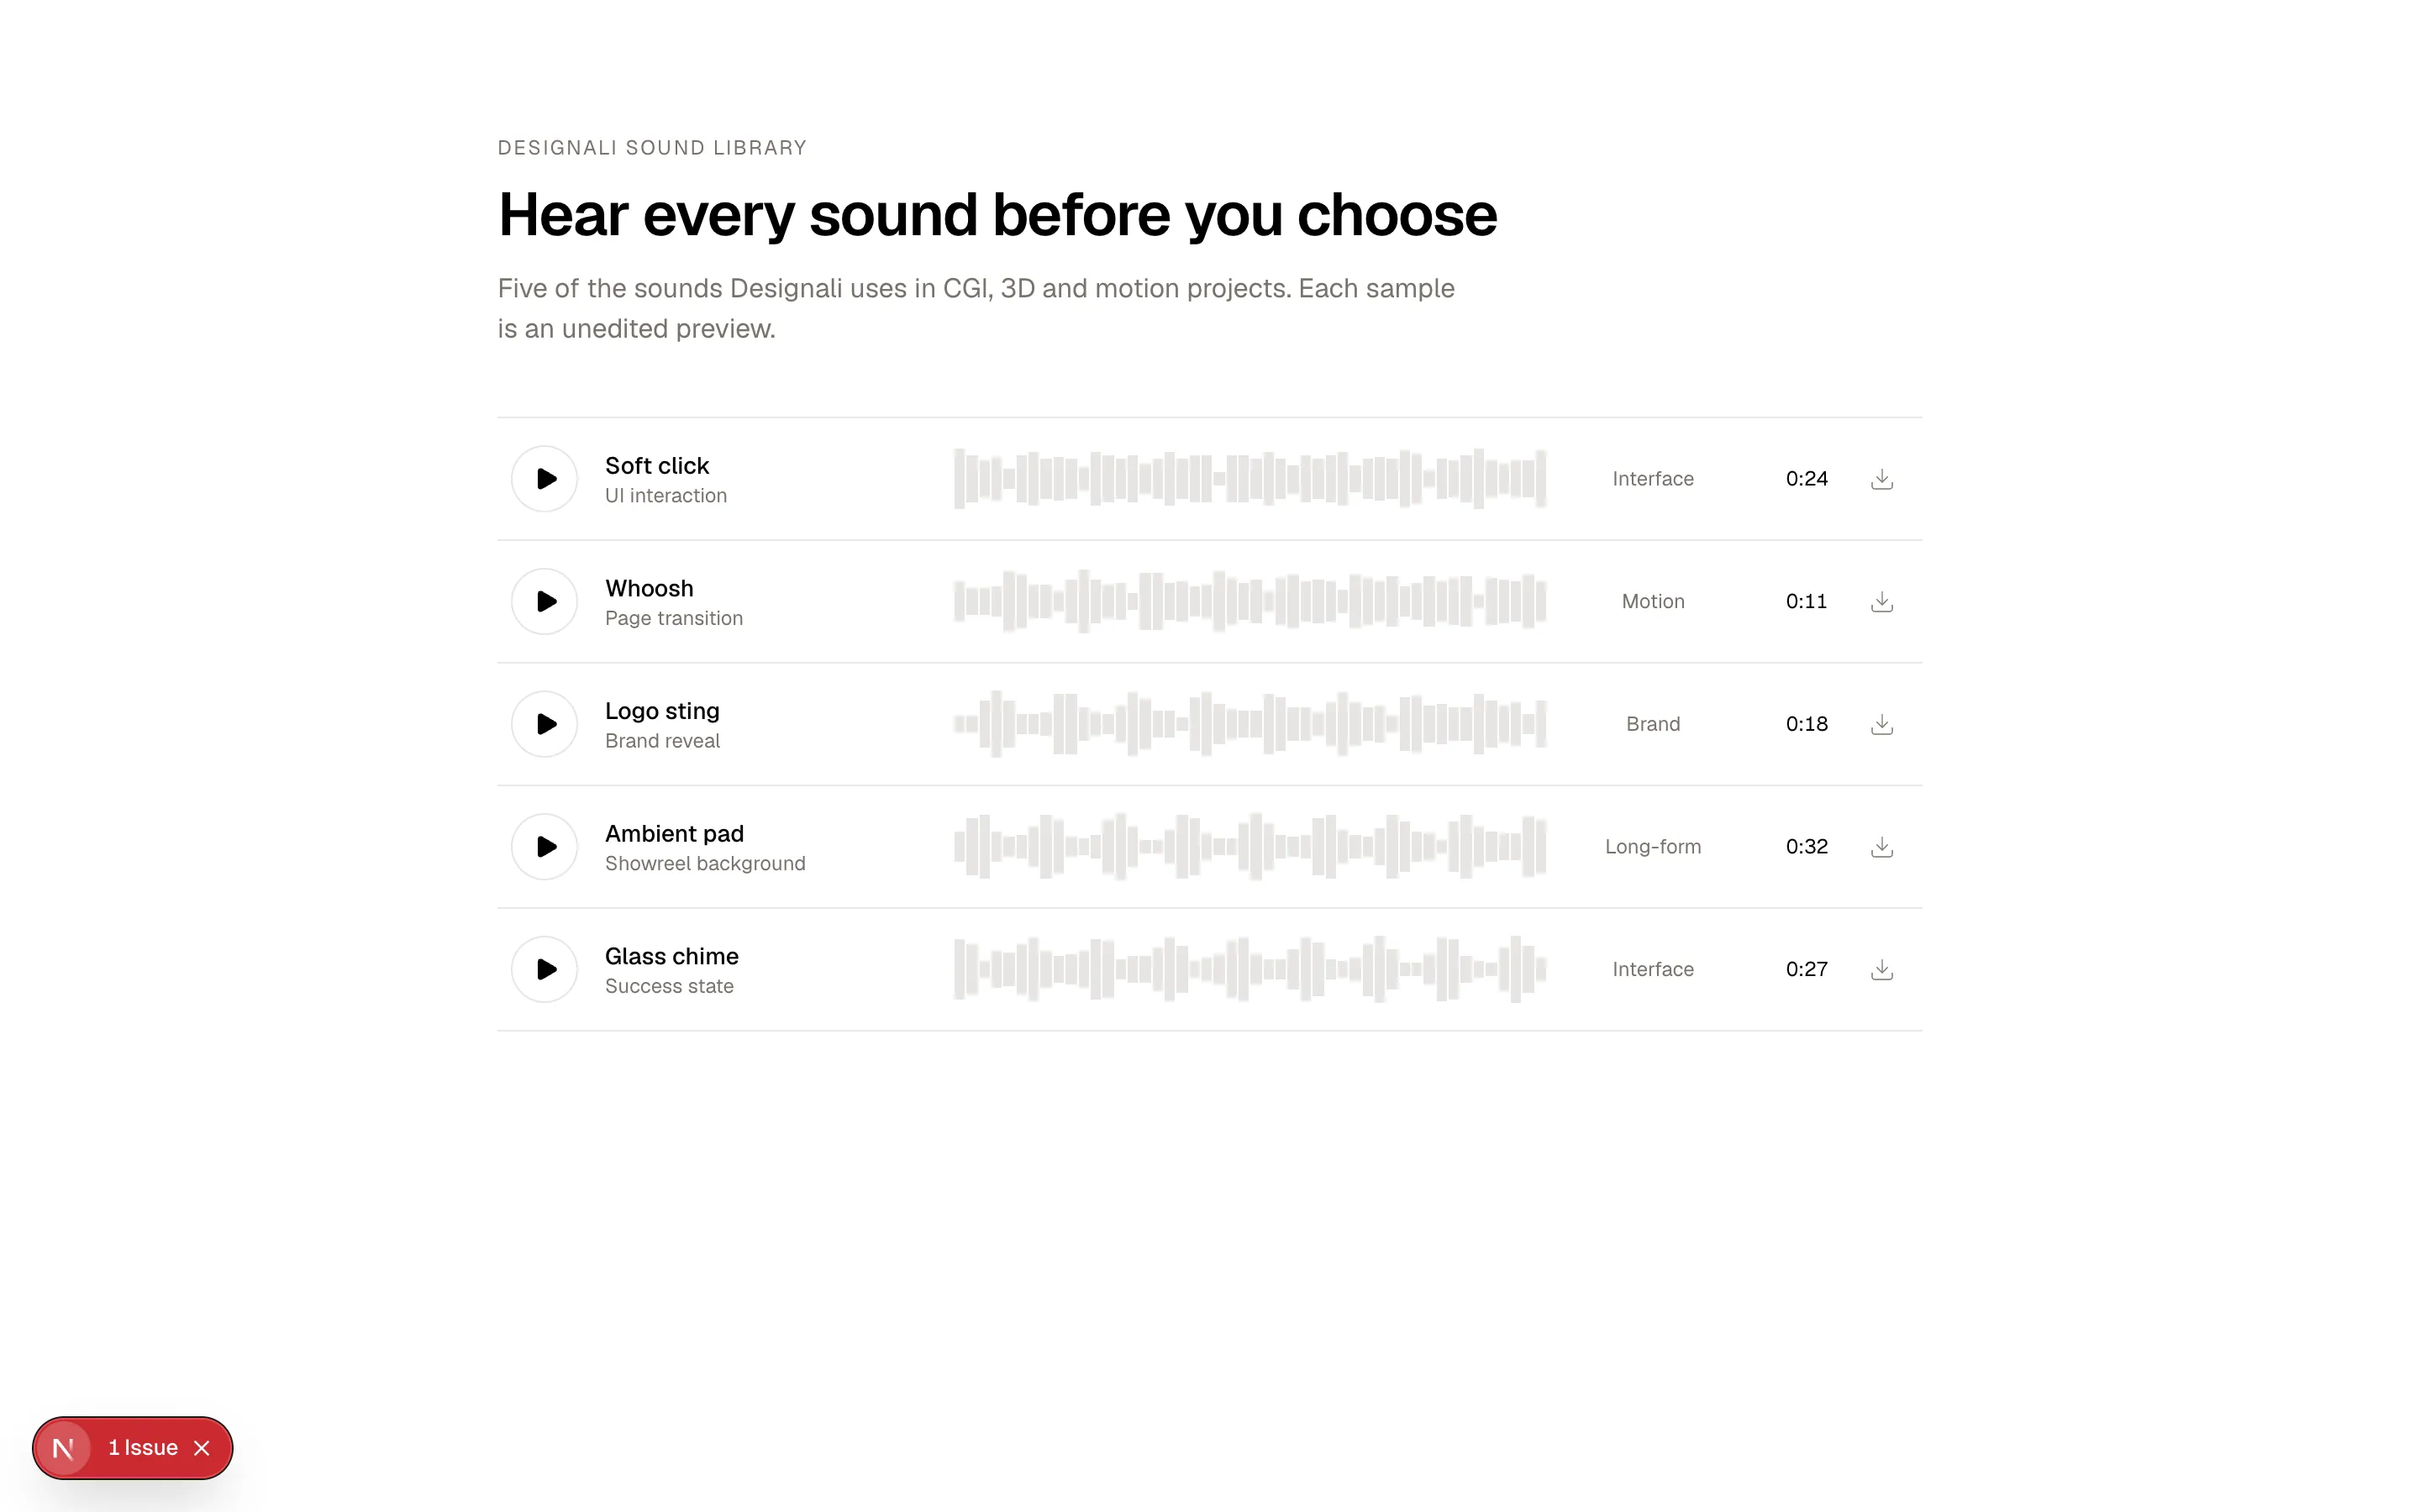 DESIGNALI SOUND LIBRARY
Hear every sound before you choose
Five of the sounds Designali uses in CGI, 3D and motion projects. Each sample
is an unedited preview.
Soft click
UI interaction
Interface
0:24
Whoosh
Page transition
Motion
0:11
Logo sting
Brand reveal
Brand
0:18
Ambient pad
Showreel background
Long-form
0:32
Glass chime
Success state
Interface
0:27
N
1 Issue